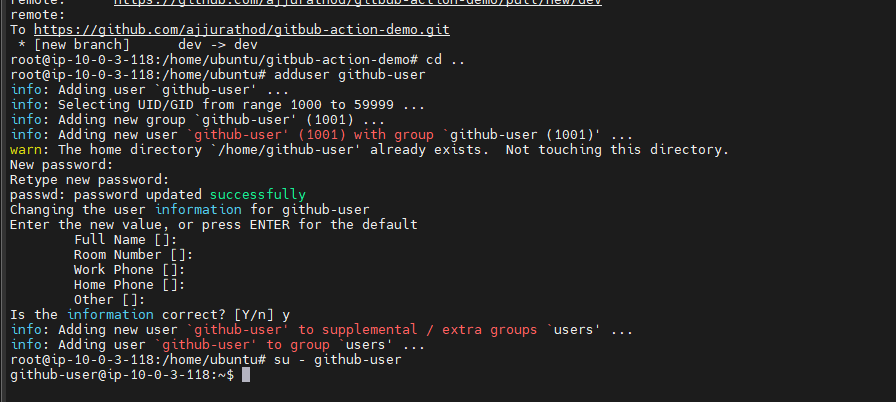 remote:      https://github.com/ajjurathod/gitbub-action-demo/pull/new/dev
remote:
To https://github.com/ajjurathod/gitbub-action-demo.git
 * [new branch]      dev -> dev
root@ip-10-0-3-118:/home/ubuntu/gitbub-action-demo# cd ..
root@ip-10-0-3-118:/home/ubuntu# adduser github-user
info: Adding user `github-user' ...
info: Selecting UID/GID from range 1000 to 59999 ...
info: Adding new group `github-user' (1001) ...
info: Adding new user `github-user' (1001) with group `github-user (1001)' ...
warn: The home directory `/home/github-user' already exists.  Not touching this directory.
New password:
Retype new password:
passwd: password updated successfully
Changing the user information for github-user
Enter the new value, or press ENTER for the default
        Full Name []:
        Room Number []:
        Work Phone []:
        Home Phone []:
        Other []:
Is the information correct? [Y/n] y
info: Adding new user `github-user' to supplemental / extra groups `users' ...
info: Adding user `github-user' to group `users' ...
root@ip-10-0-3-118:/home/ubuntu# su - github-user
github-user@ip-10-0-3-118:~$